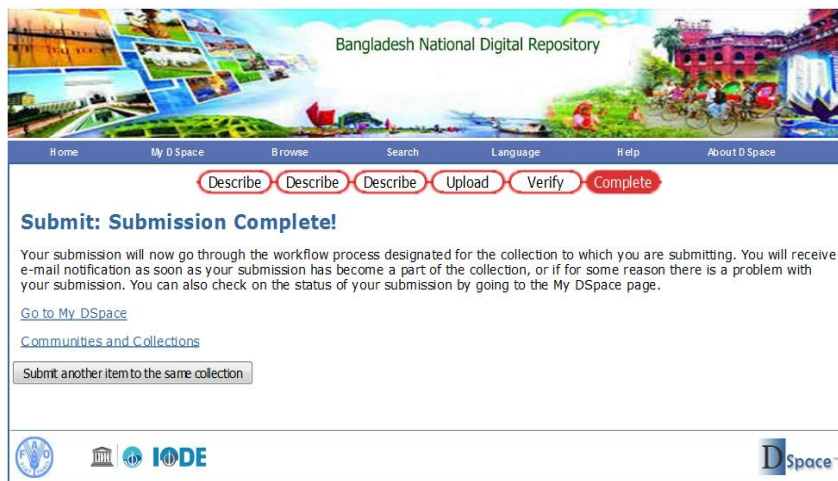 Bangladesh National Digital Repository
Home My DSpace Browse Search Language Help About DSpace
Describe Describe Describe Upload Verify Complete
Submit: Submission Complete!
Your submission will now go through the workflow process designated for the collection to which you are submitting. You will receive
e-mail notification as soon as your submission has become a part of the collection, or if for some reason there is a problem with
your submission. You can also check on the status of your submission by going to the My DSpace page.
Go to My DSpace
Communities and Collections
Submit another item to the same collection
IODE
DSpace™